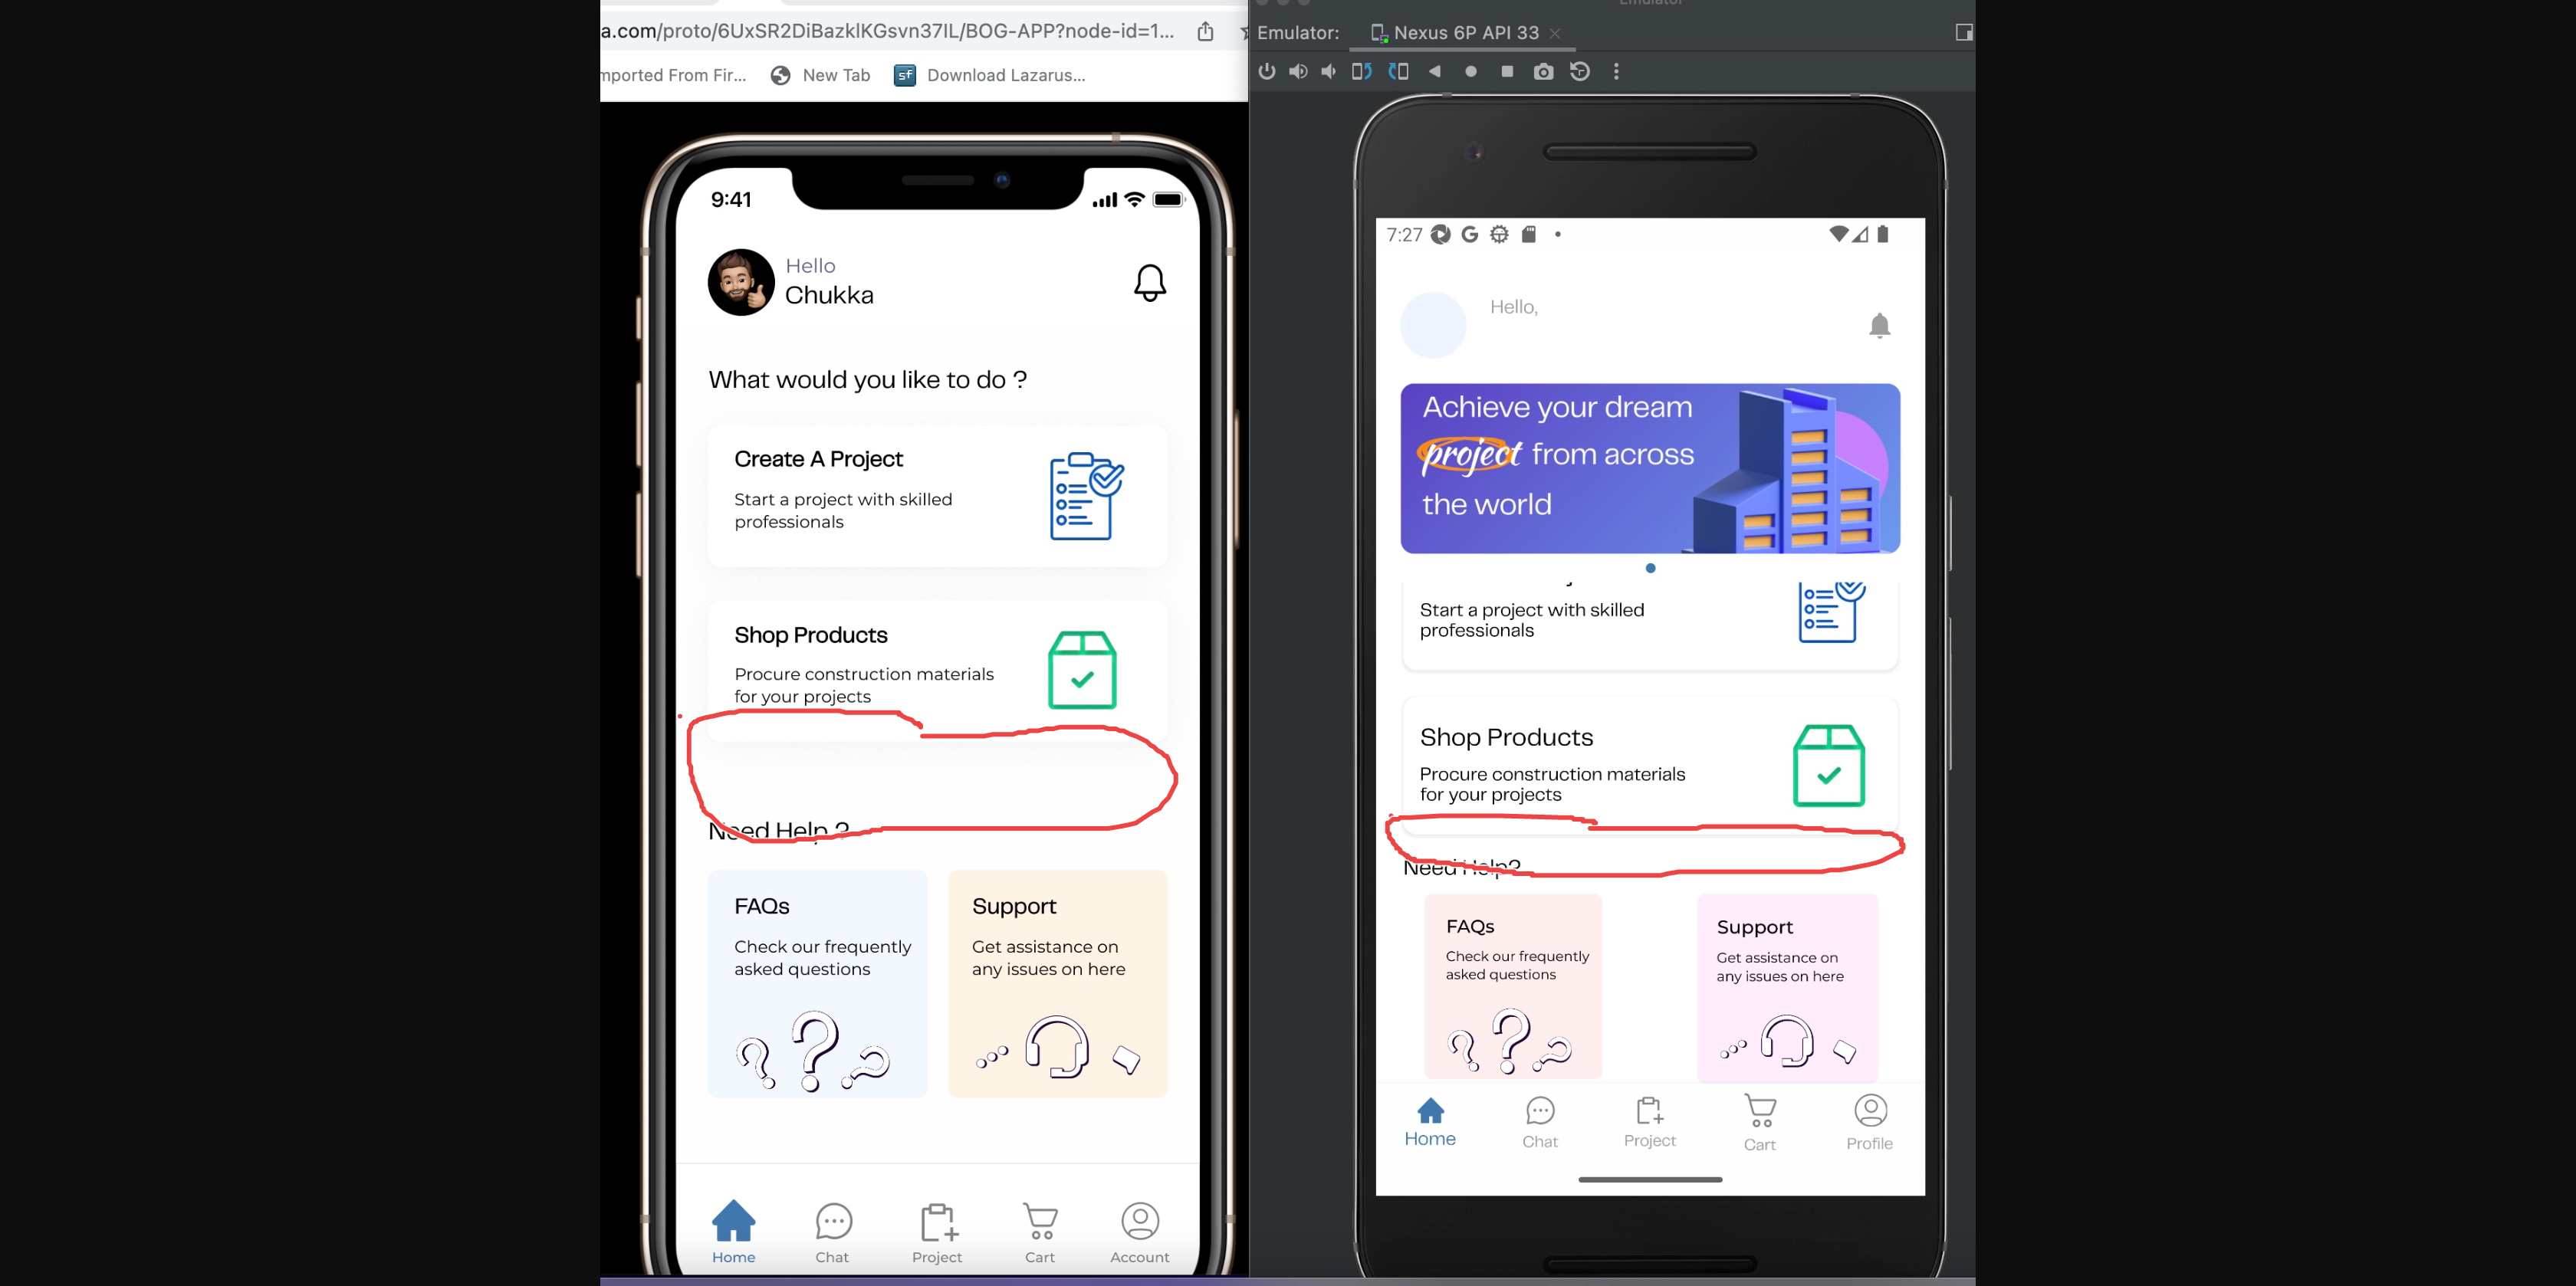 Emulator
a.com/proto/6UxSR2DiBazklKGsvn37IL/BOG-APP?node-id=1...
mported From Fir...
New Tab
sf
Download Lazarus...
9:41
Hello
Chukka
What would you like to do ?
Create A Project
Start a project with skilled
professionals
Shop Products
Procure construction materials
for your projects
Need Help ?
FAQs
Check our frequently
asked questions
Support
Get assistance on
any issues on here
Home
Chat
Project
Cart
Account
Emulator:
Nexus 6P API 33
7:27
G
Hello,
Achieve your dream
project from across
the world
Start a project with skilled
professionals
Shop Products
Procure construction materials
for your projects
Need Help?
FAQs
Check our frequently
asked questions
Support
Get assistance on
any issues on here
Home
Chat
Project
Cart
Profile